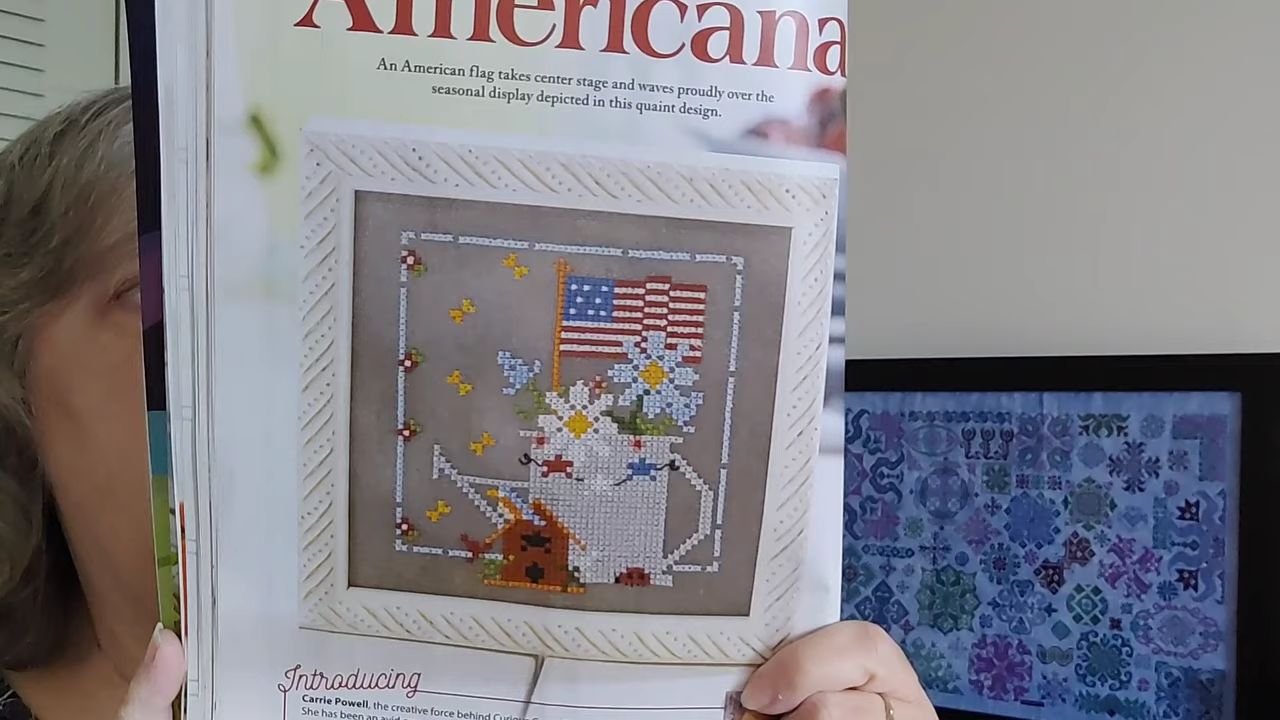 Americana
An American flag takes center stage and waves proudly over the
seasonal display depicted in this quaint design.
Introducing
Carrie Powell, the creative force behind
She has been an avid